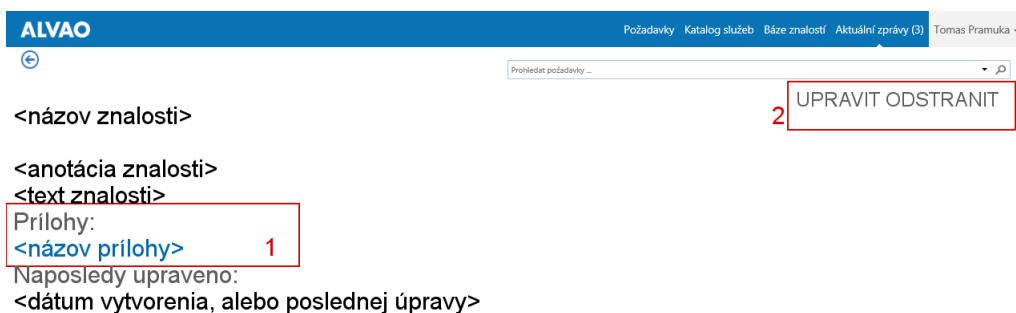 ALVAO Požadavky Katalog služeb Báze znalostí Aktuální zprávy (3) Tomas Pramuka
Prohledat požadavky ...
UPRAVIT ODSTRANIT
2
<názov znalosti>
<anotácia znalosti>
<text znalosti>
Prílohy:
<názov prílohy> 1
Naposledy upraveno:
<dátum vytvorenia, alebo poslednej úpravy>